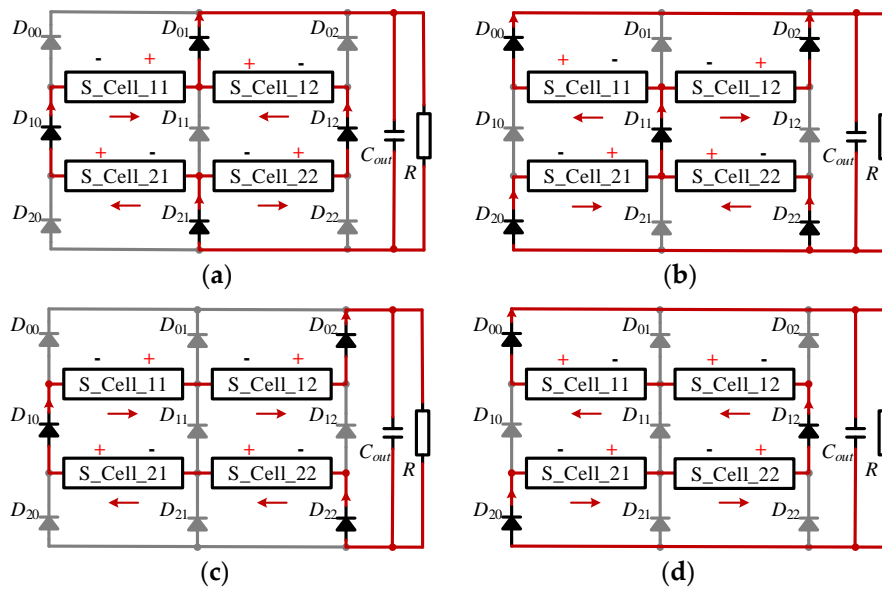 D00 D01 D02
- + + -
S_Cell_11 S_Cell_12
D10 D11 D12
Cout R
+ - - +
S_Cell_21 S_Cell_22
D20 D21 D22
(a)
D00 D01 D02
+ - - +
S_Cell_11 S_Cell_12
D10 D11 D12
Cout R
- + + -
S_Cell_21 S_Cell_22
D20 D21 D22
(b)
D00 D01 D02
- + - +
S_Cell_11 S_Cell_12
D10 D11 D12
Cout R
+ - + -
S_Cell_21 S_Cell_22
D20 D21 D22
(c)
D00 D01 D02
+ - + -
S_Cell_11 S_Cell_12
D10 D11 D12
Cout R
- + - +
S_Cell_21 S_Cell_22
D20 D21 D22
(d)